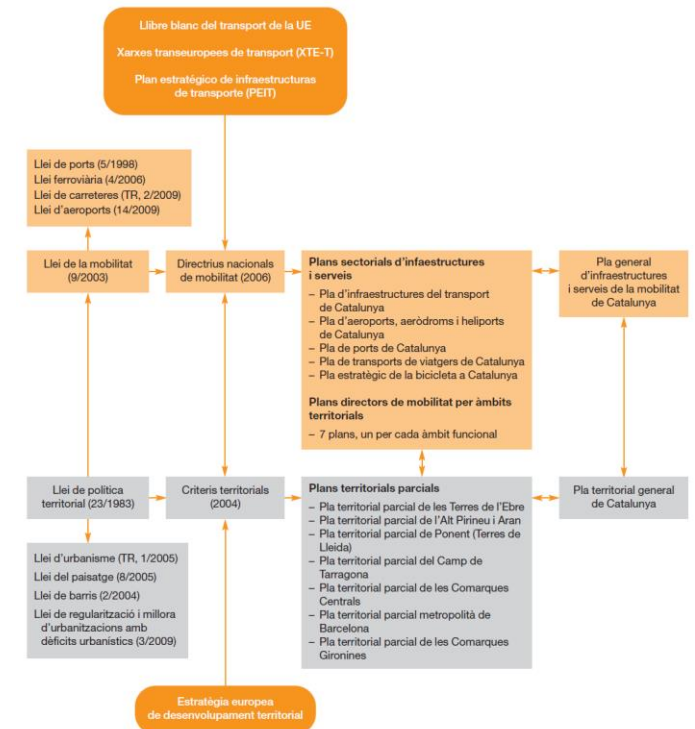 Llibre blanc del transport de la UE
Xarxes transeuropees de transport (XTE-T)
Plan estratégico de infraestructuras
de transporte (PEIT)
Llei de ports (5/1998)
Llei ferroviària (4/2006)
Llei de carreteres (TR, 2/2009)
Llei d'aeroports (14/2009)
Llei de la mobilitat
(9/2003)
Directrius nacionals
de mobilitat (2006)
Plans sectorials d'infaestructures
i serveis
– Pla d'infraestructures del transport
de Catalunya
– Pla d'aeroports, aeròdroms i heliports
de Catalunya
– Pla de ports de Catalunya
– Pla de transports de viatgers de Catalunya
– Pla estratègic de la bicicleta a Catalunya
Plans directors de mobilitat per àmbits
territorials
– 7 plans, un per cada àmbit funcional
Pla general
d'infraestructures
i serveis de la mobilitat
de Catalunya
Llei de política
territorial (23/1983)
Criteris territorials
(2004)
Plans territorials parcials
– Pla territorial parcial de les Terres de l'Ebre
– Pla territorial parcial de l'Alt Pirineu i Aran
– Pla territorial parcial de Ponent (Terres de
Lleida)
– Pla territorial parcial del Camp de
Tarragona
– Pla territorial parcial de les Comarques
Centrals
– Pla territorial parcial metropolità de
Barcelona
– Pla territorial parcial de les Comarques
Gironines
Pla territorial general
de Catalunya
Llei d'urbanisme (TR, 1/2005)
Llei del paisatge (8/2005)
Llei de barris (2/2004)
Llei de regularització i millora
d'urbanitzacions amb
dèficits urbanístics (3/2009)
Estratègia europea
de desenvolupament territorial